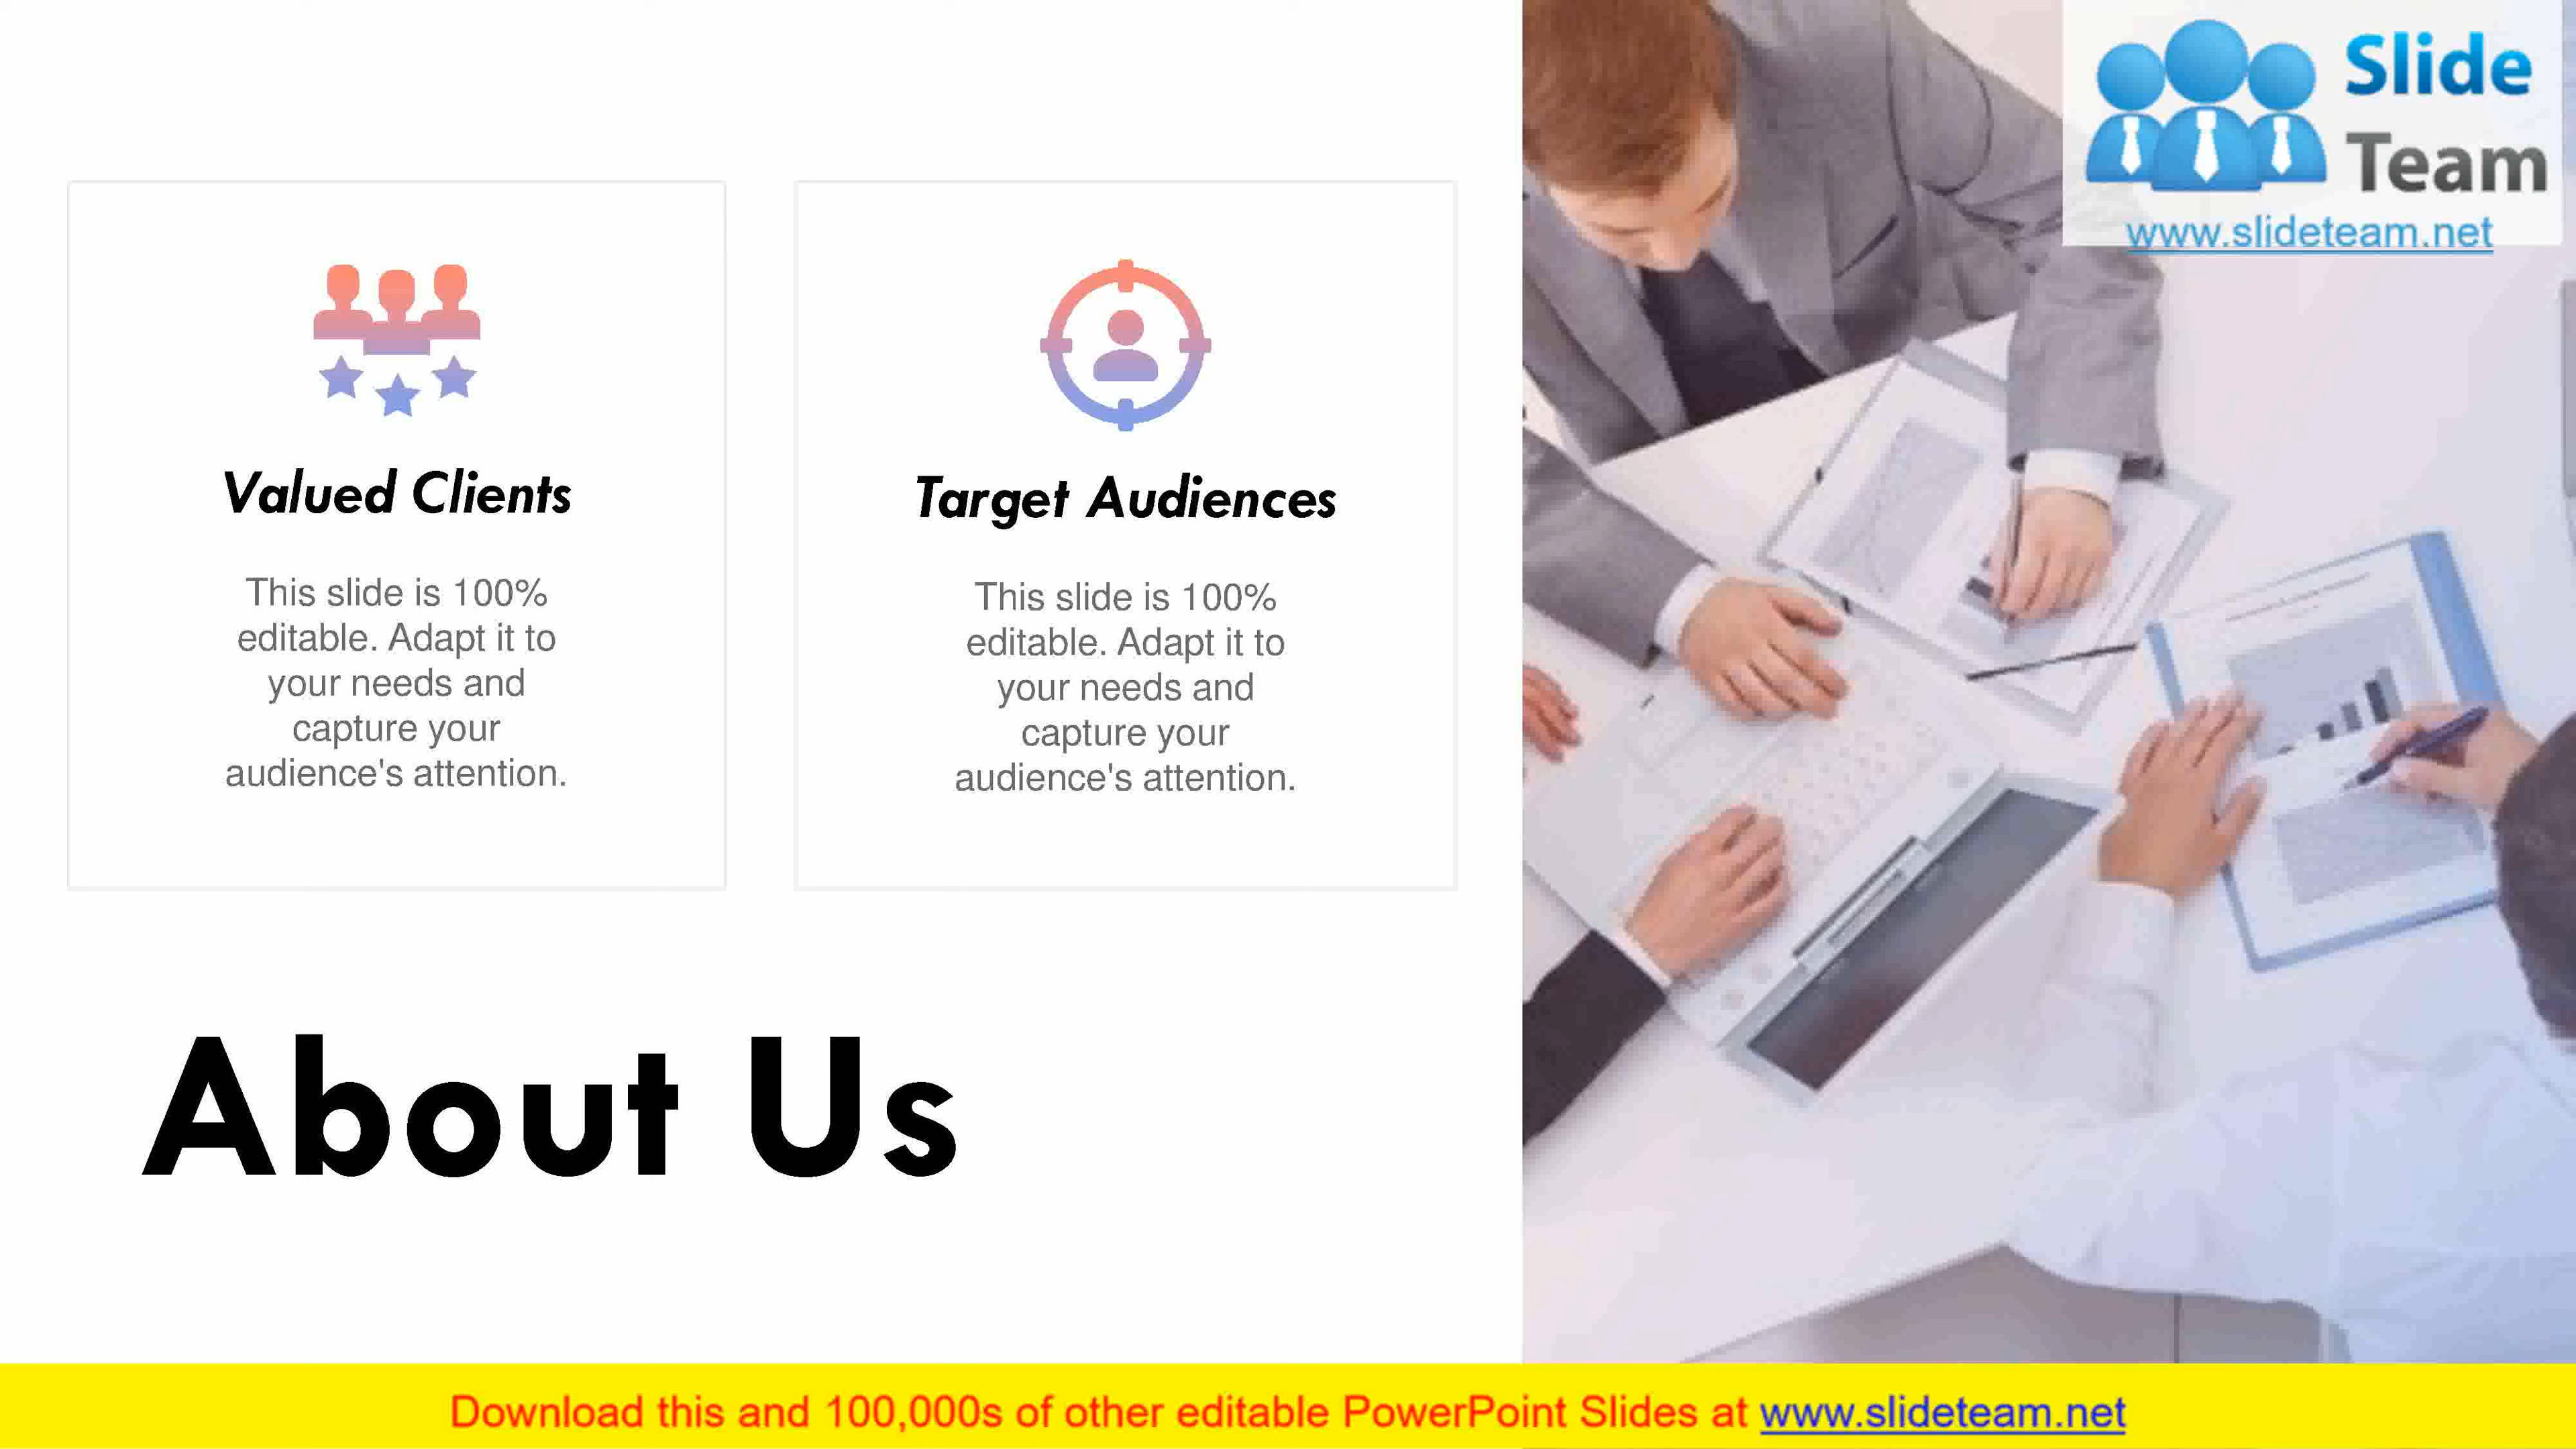 Slide
Team
www.slideteam.net
Valued Clients
This slide is 100%
editable. Adapt it to
your needs and
capture your
audience's attention.
Target Audiences
This slide is 100%
editable. Adapt it to
your needs and
capture your
audience's attention.
About Us
Download this and 100,000s of other editable PowerPoint Slides at www.slideteam.net